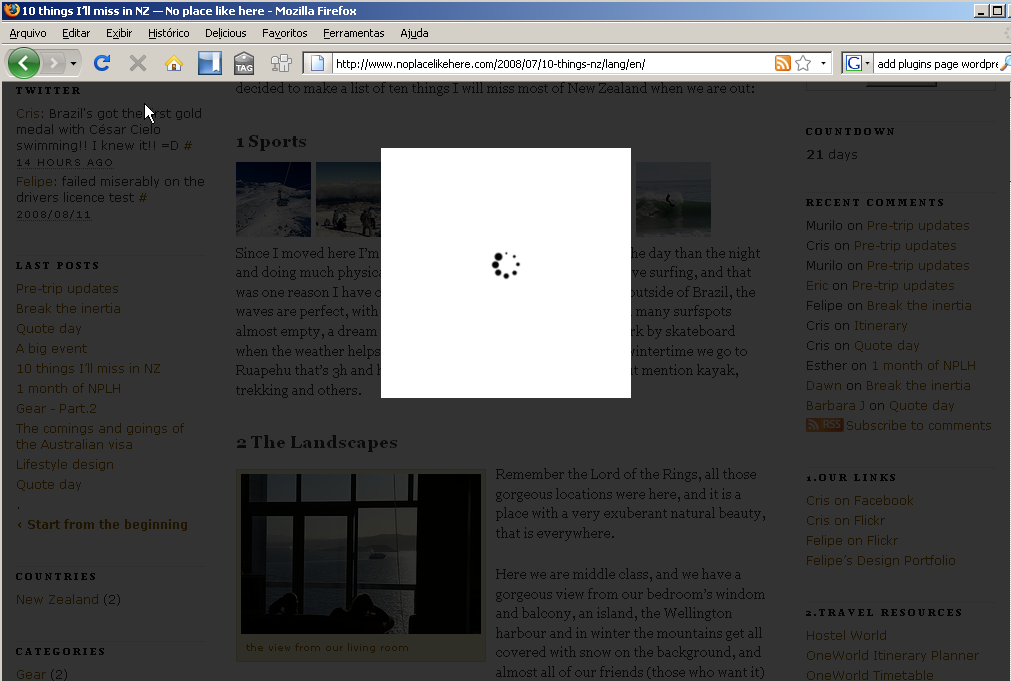 10 things I'll miss in NZ — No place like here - Mozilla Firefox
Arquivo Editar Exibir Histórico Delicious Favoritos Ferramentas Ajuda
TAG http://www.noplacelikehere.com/2008/07/10-things-nz/lang/en/ G add plugins page wordpre
TWITTER
Cris: Brazil's got the first gold
medal with César Cielo
swimming!! I knew it!! =D #
14 HOURS AGO
Felipe: failed miserably on the
drivers licence test #
2008/08/11
LAST POSTS
Pre-trip updates
Break the inertia
Quote day
A big event
10 things I'll miss in NZ
1 month of NPLH
Gear - Part.2
The comings and goings of
the Australian visa
Lifestyle design
Quote day
.
‹ Start from the beginning
COUNTRIES
New Zealand (2)
CATEGORIES
Gear (2)
decided to make a list of ten things I will miss most of New Zealand when we are out:
1 Sports
Since I moved here I'm he day than the night
and doing much physica ve surfing, and that
was one reason I have o outside of Brazil, the
waves are perfect, with many surfspots
almost empty, a dream rk by skateboard
when the weather helps wintertime we go to
Ruapehu that's 3h and h t mention kayak,
trekking and others.
2 The Landscapes
the view from our living room
Remember the Lord of the Rings, all those
gorgeous locations were here, and it is a
place with a very exuberant natural beauty,
that is everywhere.
Here we are middle class, and we have a
gorgeous view from our bedroom's windom
and balcony, an island, the Wellington
harbour and in winter the mountains get all
covered with snow on the background, and
almost all of our friends (those who want it)
COUNTDOWN
21 days
RECENT COMMENTS
Murilo on Pre-trip updates
Cris on Pre-trip updates
Murilo on Pre-trip updates
Eric on Pre-trip updates
Felipe on Break the inertia
Cris on Itinerary
Cris on Quote day
Esther on 1 month of NPLH
Dawn on Break the inertia
Barbara J on Quote day
RSS Subscribe to comments
1.OUR LINKS
Cris on Facebook
Cris on Flickr
Felipe on Flickr
Felipe's Design Portfolio
2.TRAVEL RESOURCES
Hostel World
OneWorld Itinerary Planner
OneWorld Timetable